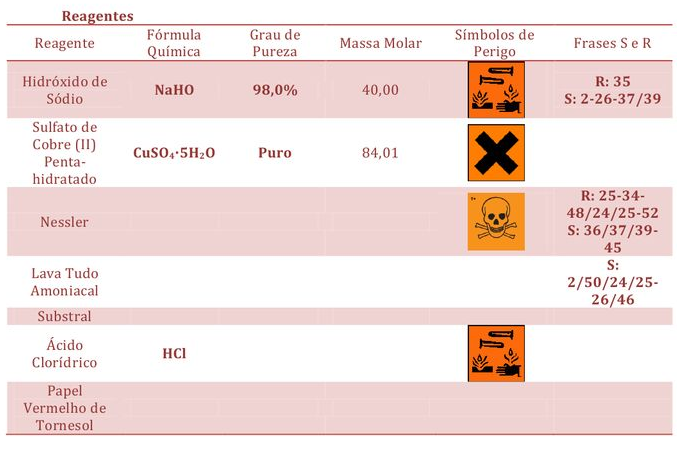 Reagentes
Reagente
Fórmula
Química
Grau de
Pureza
Massa Molar
Símbolos de
Perigo
Frases S e R
Hidróxido de
Sódio
NaHO
98,0%
40,00
R: 35
S: 2-26-37/39
Sulfato de
Cobre (II)
Penta-
hidratado
CuSO₄·5H₂O
Puro
84,01
Nessler
R: 25-34-
48/24/25-52
S: 36/37/39-
45
Lava Tudo
Amoniacal
S:
2/50/24/25-
26/46
Substral
Ácido
Clorídrico
HCl
Papel
Vermelho de
Tornesol